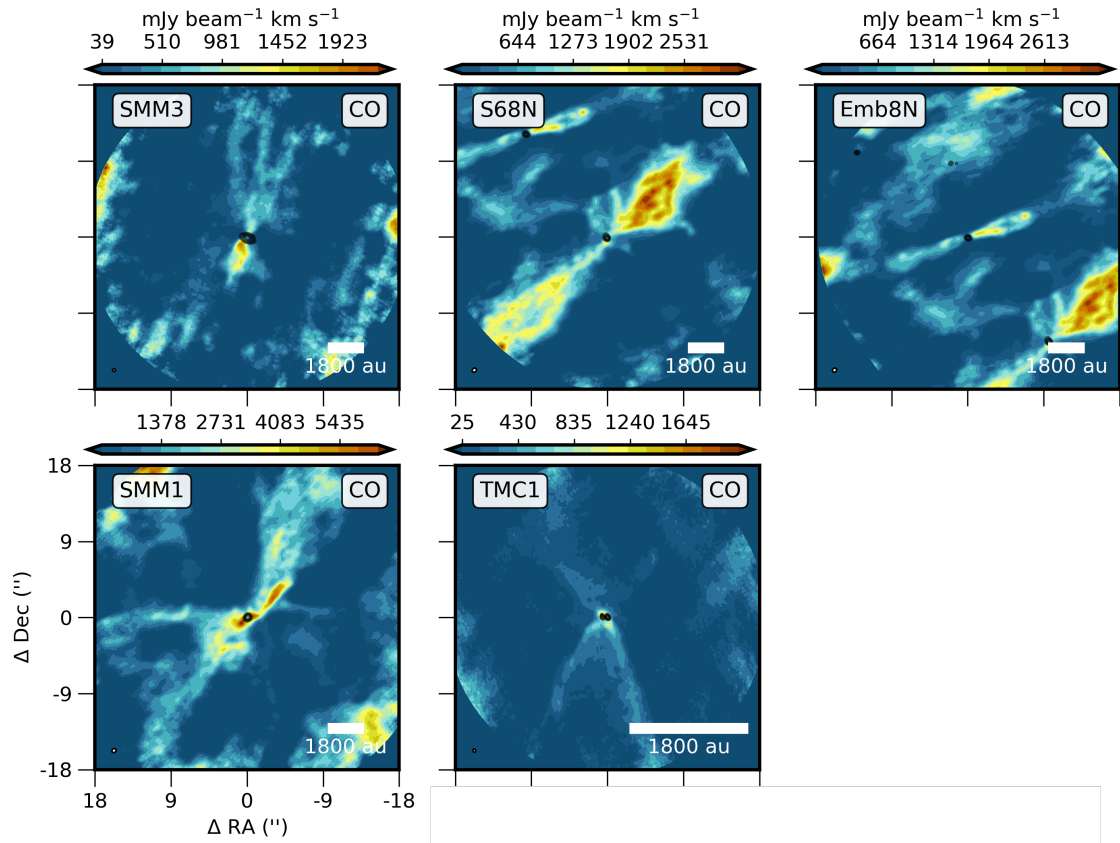 mJy beam⁻¹ km s⁻¹ mJy beam⁻¹ km s⁻¹ mJy beam⁻¹ km s⁻¹
39 510 981 1452 1923 644 1273 1902 2531 664 1314 1964 2613
SMM3 CO S68N CO Emb8N CO
1800 au 1800 au 1800 au
1378 2731 4083 5435 25 430 835 1240 1645
18
SMM1 CO TMC1 CO
9
0
-9
1800 au 1800 au
-18
18 9 0 -9 -18
Δ RA ('')
Δ Dec ('')